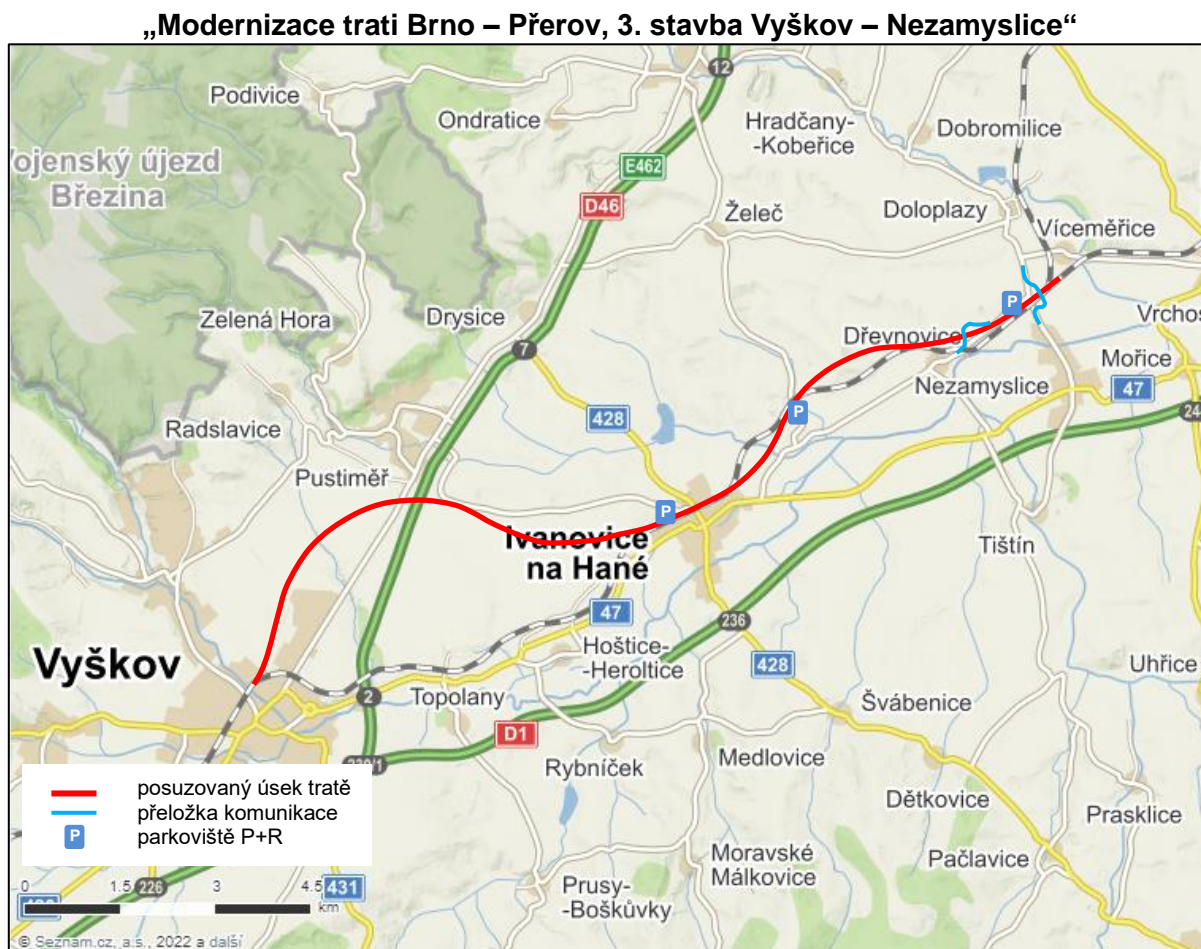 „Modernizace trati Brno – Přerov, 3. stavba Vyškov – Nezamyslice“
12
Podivice
Ondratice
Hradčany-
-Kobeřice
Dobromilice
E462
Vojenský újezd
Březina
D46
Želeč
Doloplazy
Víceměřice
Zelená Hora
Drysice
P
Vrchos
7
Dřevnovice
Mořice
Nezamyslice
47
428
P
Radslavice
Pustiměř
P
Ivanovice
na Hané
Tištín
47
236
Hoštice-
-Heroltice
428
Uhřice
Vyškov
2
Topolany
Švábenice
D1
230/1
Rybníček
Medlovice
posuzovaný úsek tratě
přeložka komunikace
P parkoviště P+R
Dětkovice
Prasklice
Moravské
Málkovice
Pačlavice
0 1.5 3 4.5
km
226
431
Prusy-
-Boškůvky
© Seznam.cz, a.s., 2022 a další